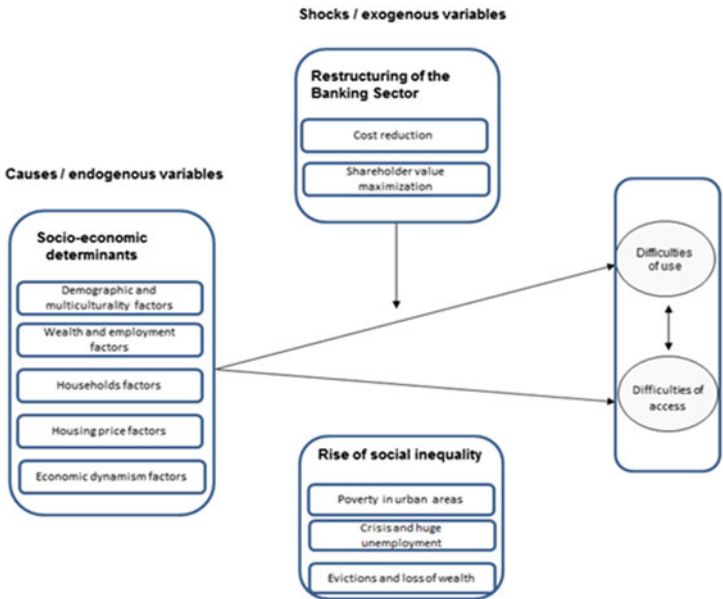 Shocks / exogenous variables
Restructuring of the
Banking Sector
Cost reduction
Shareholder value
maximization
Causes / endogenous variables
Socio-economic
determinants
Demographic and
multiculturality factors
Wealth and employment
factors
Households factors
Housing price factors
Economic dynamism factors
Difficulties
of use
Difficulties of
access
Rise of social inequality
Poverty in urban areas
Crisis and huge
unemployment
Evictions and loss of wealth